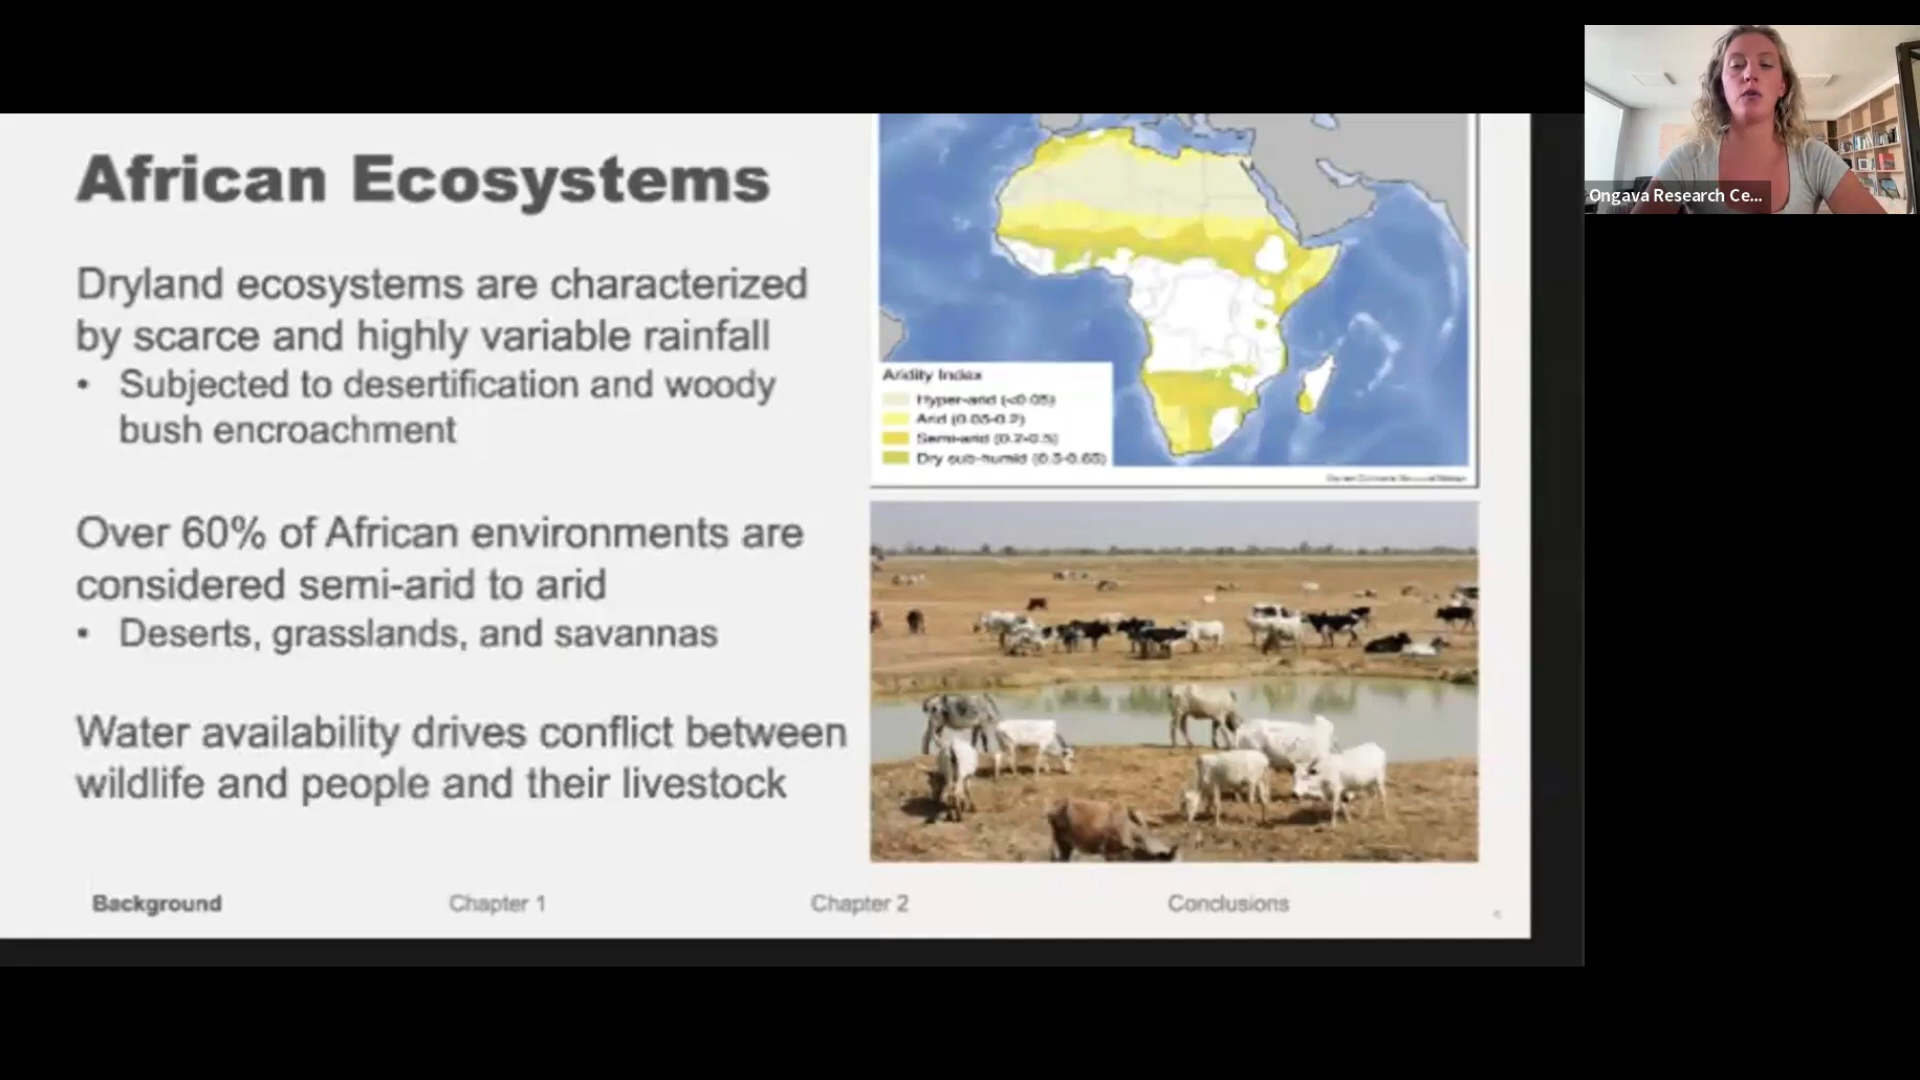 African Ecosystems
Dryland ecosystems are characterized
by scarce and highly variable rainfall
• Subjected to desertification and woody
bush encroachment
Over 60% of African environments are
considered semi-arid to arid
• Deserts, grasslands, and savannas
Water availability drives conflict between
wildlife and people and their livestock
Aridity Index
Hyper-arid (<0.05)
Arid (0.05-0.2)
Semi-arid (0.2-0.5)
Dry sub-humid (0.5-0.65)
Background
Chapter 1
Chapter 2
Conclusions
Ongava Research Ce...